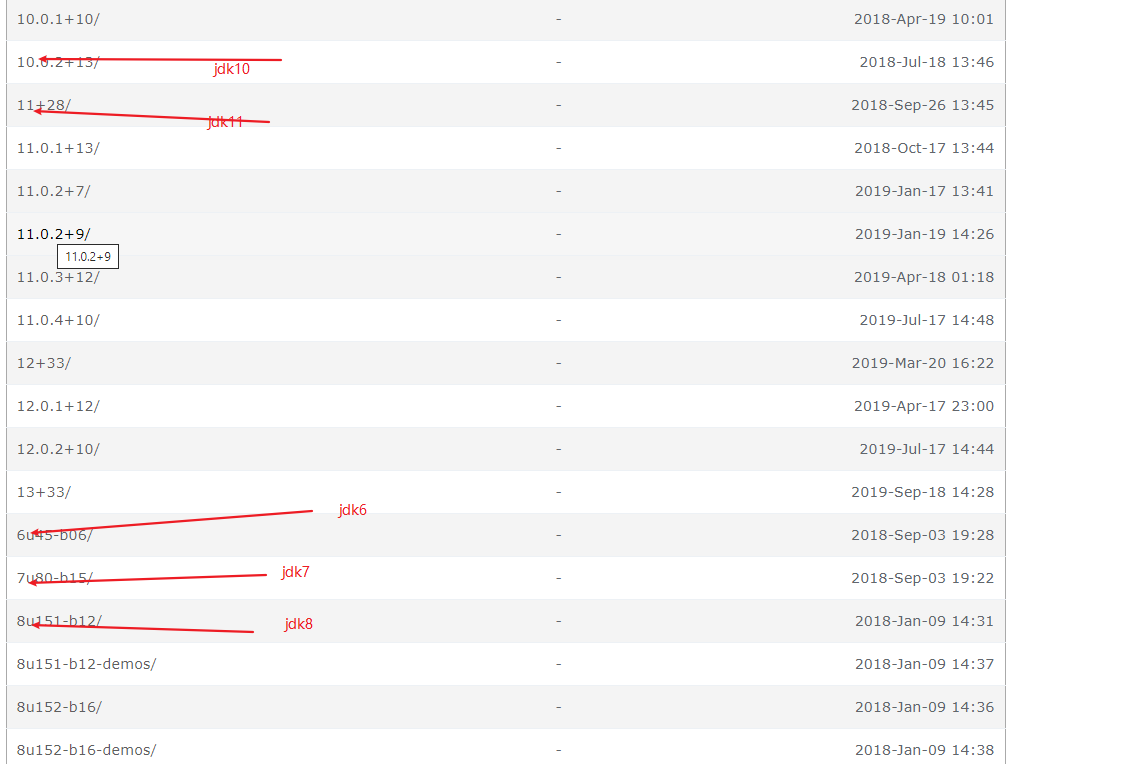 10.0.1+10/ - 2018-Apr-19 10:01
10.0.2+13/ - 2018-Jul-18 13:46
jdk10
11+28/ - 2018-Sep-26 13:45
jdk11
11.0.1+13/ - 2018-Oct-17 13:44
11.0.2+7/ - 2019-Jan-17 13:41
11.0.2+9/ - 2019-Jan-19 14:26
11.0.2+9
11.0.3+12/ - 2019-Apr-18 01:18
11.0.4+10/ - 2019-Jul-17 14:48
12+33/ - 2019-Mar-20 16:22
12.0.1+12/ - 2019-Apr-17 23:00
12.0.2+10/ - 2019-Jul-17 14:44
13+33/ - 2019-Sep-18 14:28
jdk6
6u45-b06/ - 2018-Sep-03 19:28
jdk7
7u80-b15/ - 2018-Sep-03 19:22
8u151-b12/ - 2018-Jan-09 14:31
jdk8
8u151-b12-demos/ - 2018-Jan-09 14:37
8u152-b16/ - 2018-Jan-09 14:36
8u152-b16-demos/ - 2018-Jan-09 14:38